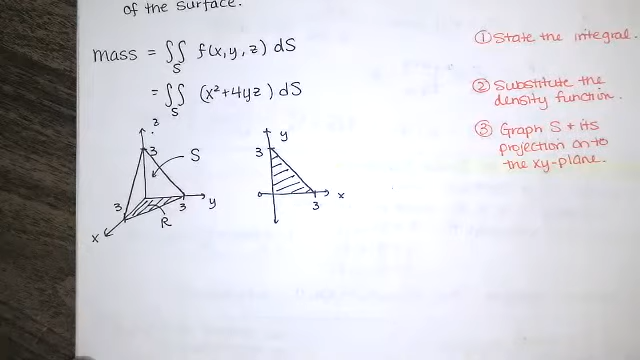 of the surface.
mass = ∬_S f(x,y,z) dS
= ∬_S (x²+4yz) dS
① State the integral.
② Substitute the
density function.
③ Graph S + its
projection onto
the xy-plane.
z
3
S
3
3
y
x
R
y
3
3
x